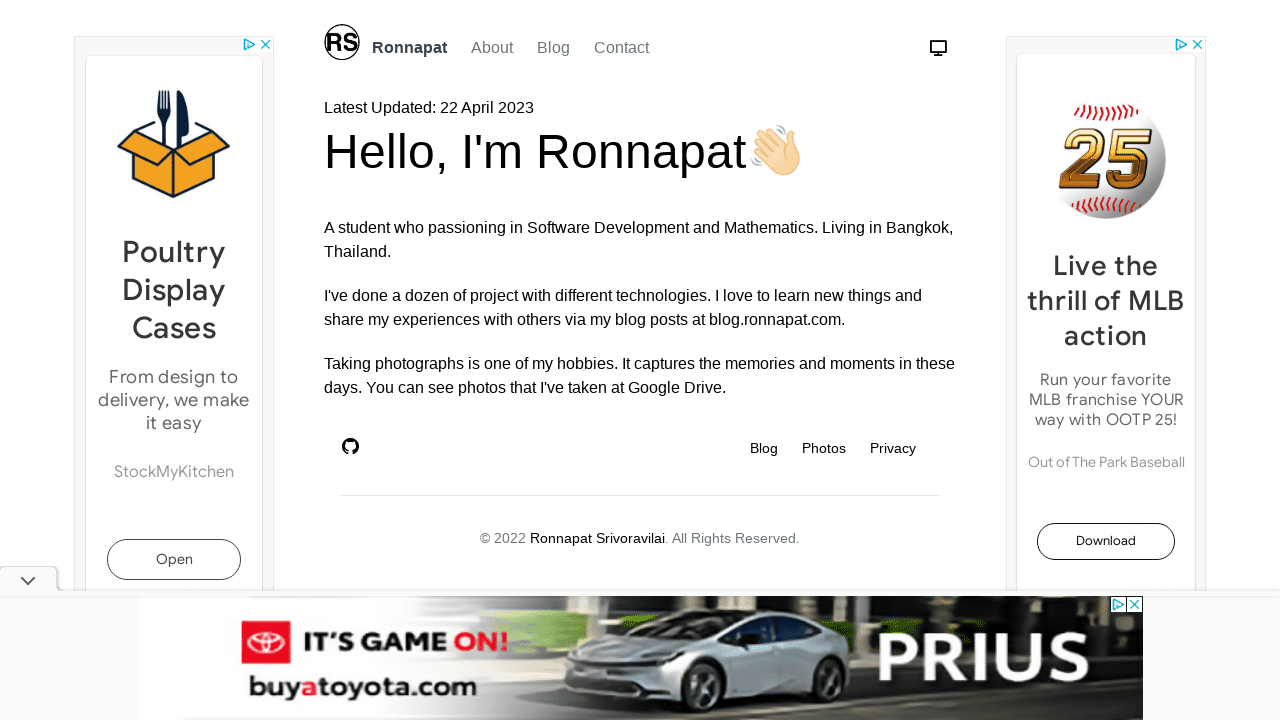 RS Ronnapat About Blog Contact
Latest Updated: 22 April 2023
Hello, I'm Ronnapat
A student who passioning in Software Development and Mathematics. Living in Bangkok,
Thailand.
I've done a dozen of project with different technologies. I love to learn new things and
share my experiences with others via my blog posts at blog.ronnapat.com.
Taking photographs is one of my hobbies. It captures the memories and moments in these
days. You can see photos that I've taken at Google Drive.
Blog Photos Privacy
© 2022 Ronnapat Srivoravilai. All Rights Reserved.
Poultry
Display
Cases
From design to
delivery, we make
it easy
StockMyKitchen
Open
25
Live the
thrill of MLB
action
Run your favorite
MLB franchise YOUR
way with OOTP 25!
Out of The Park Baseball
Download
IT'S GAME ON!
buyatoyota.com
PRIUS